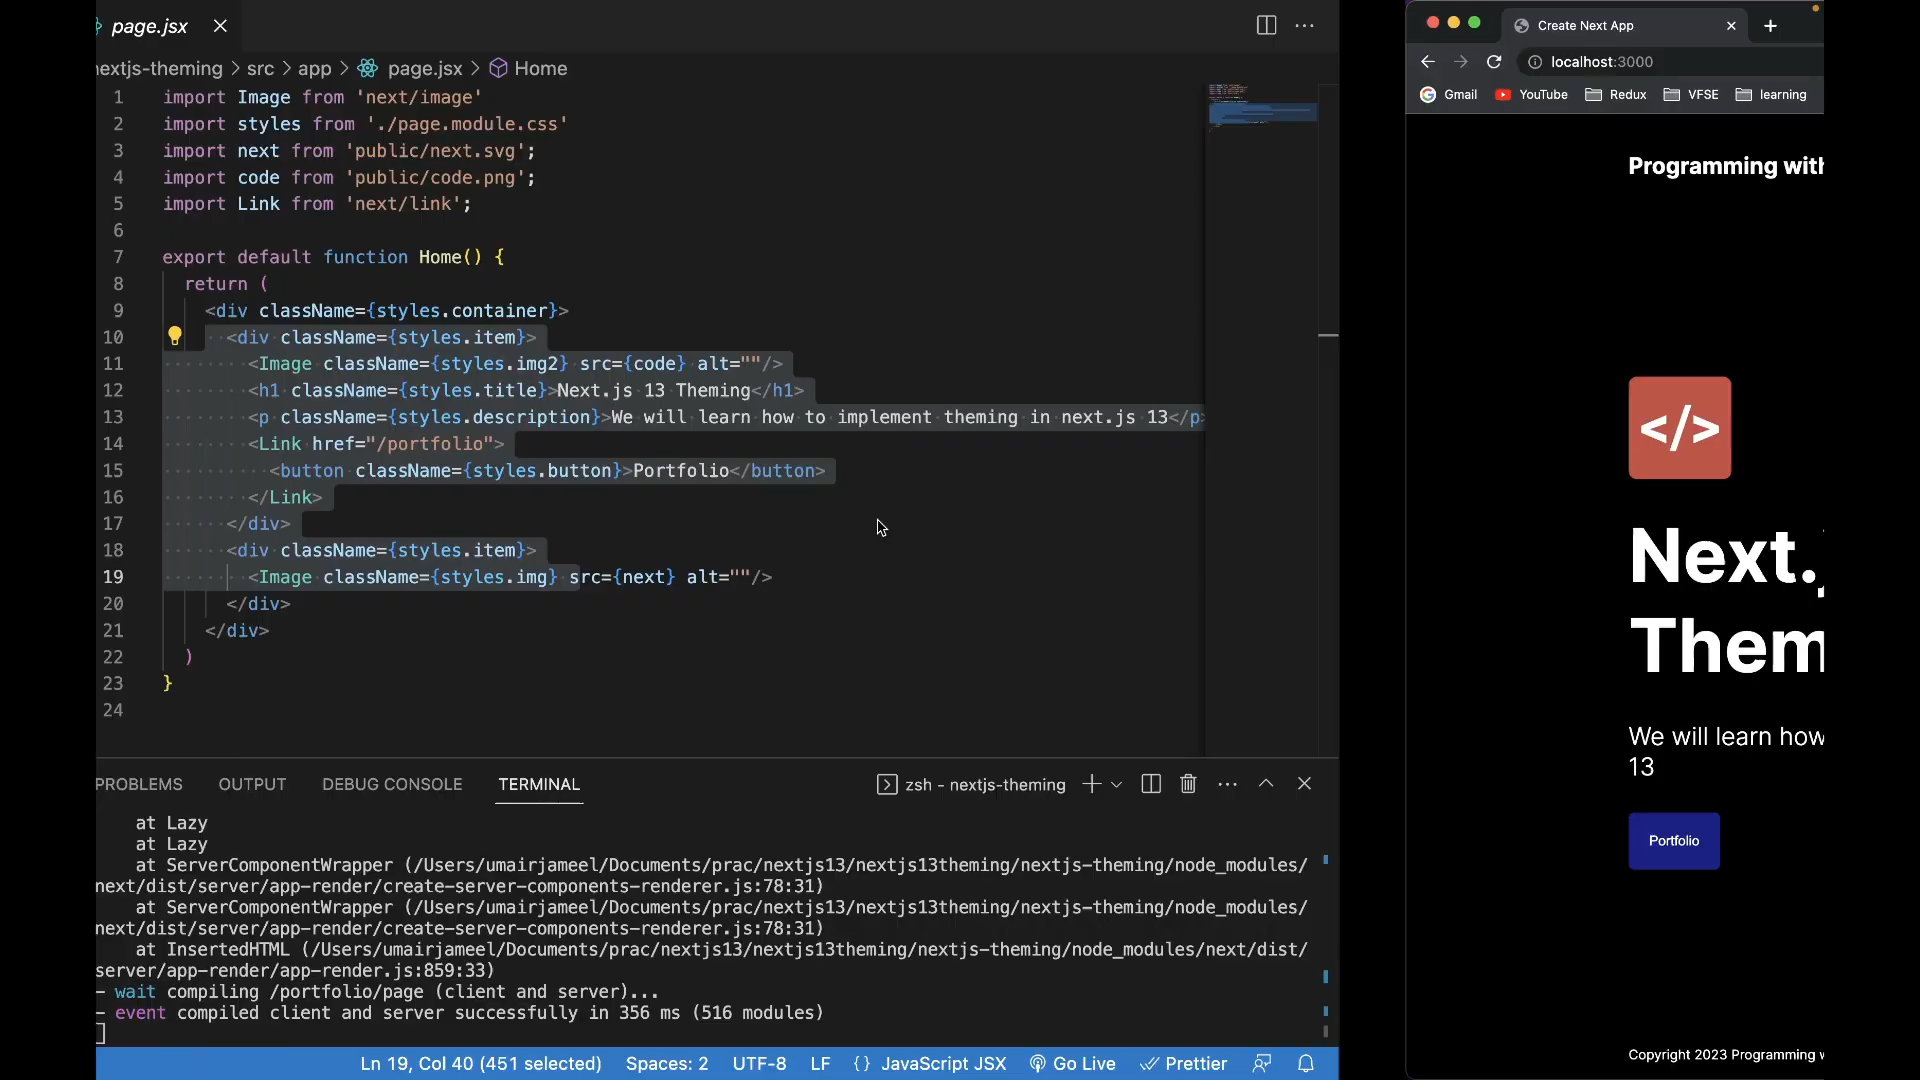 page.jsx
nextjs-theming > src > app > page.jsx > Home
1 import Image from 'next/image'
2 import styles from './page.module.css'
3 import next from 'public/next.svg';
4 import code from 'public/code.png';
5 import Link from 'next/link';
6
7 export default function Home() {
8 return (
9 <div className={styles.container}>
10 <div className={styles.item}>
11 <Image className={styles.img2} src={code} alt=""/>
12 <h1 className={styles.title}>Next.js 13 Theming</h1>
13 <p className={styles.description}>We will learn how to implement theming in next.js 13</p>
14 <Link href="/portfolio">
15 <button className={styles.button}>Portfolio</button>
16 </Link>
17 </div>
18 <div className={styles.item}>
19 <Image className={styles.img} src={next} alt=""/>
20 </div>
21 </div>
22 )
23 }
24
PROBLEMS OUTPUT DEBUG CONSOLE TERMINAL zsh - nextjs-theming
at Lazy
at Lazy
at ServerComponentWrapper (/Users/umairjameel/Documents/prac/nextjs13/nextjs13theming/nextjs-theming/node_modules/
next/dist/server/app-render/create-server-components-renderer.js:78:31)
at ServerComponentWrapper (/Users/umairjameel/Documents/prac/nextjs13/nextjs13theming/nextjs-theming/node_modules/
next/dist/server/app-render/create-server-components-renderer.js:78:31)
at InsertedHTML (/Users/umairjameel/Documents/prac/nextjs13/nextjs13theming/nextjs-theming/node_modules/next/dist/
server/app-render/app-render.js:859:33)
- wait compiling /portfolio/page (client and server)...
- event compiled client and server successfully in 356 ms (516 modules)
Ln 19, Col 40 (451 selected) Spaces: 2 UTF-8 LF {} JavaScript JSX Go Live Prettier
Create Next App
localhost:3000
Gmail YouTube Redux VFSE learning
Programming with
</>
Next.j
Them
We will learn how
13
Portfolio
Copyright 2023 Programming w